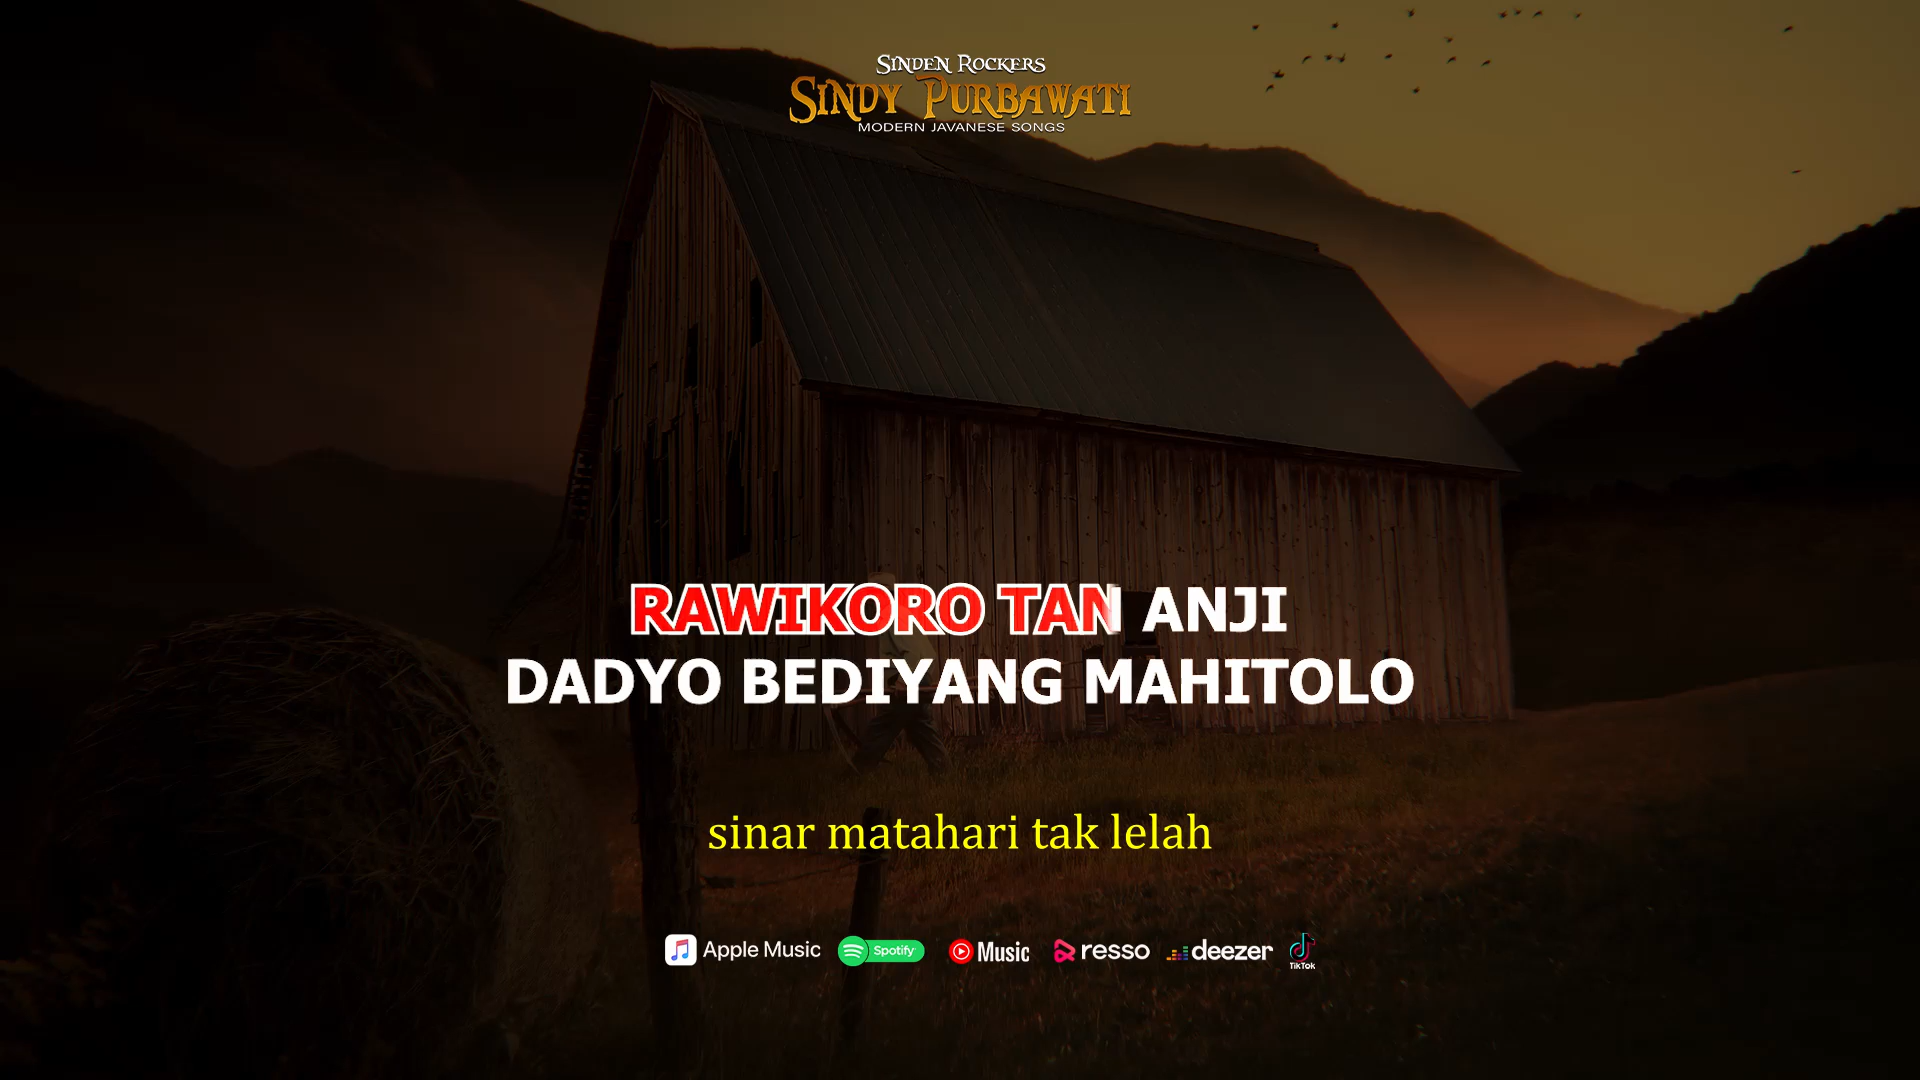 SINDEN ROCKERS
SINDY PURBAWATI
MODERN JAVANESE SONGS
RAWIKORO TAN ANJI
DADYO BEDIYANG MAHITOLO
sinar matahari tak lelah
Apple Music Spotify Music resso deezer TikTok